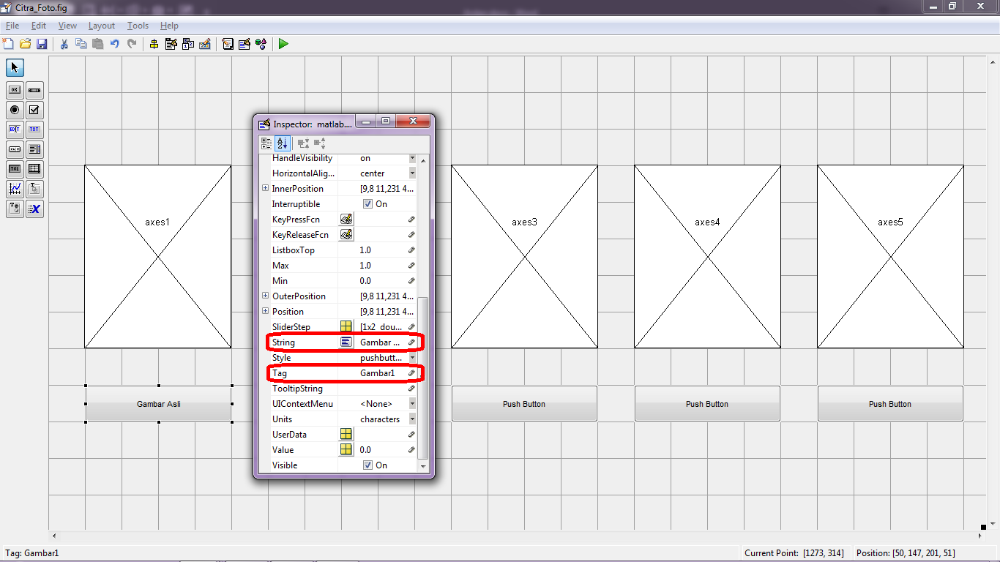 Citra_Foto.fig
File Edit View Layout Tools Help
OK
EDIT TXT
TGL
axes1
axes3
axes4
axes5
Gambar Asli
Push Button
Push Button
Push Button
Inspector: matlab....
HandleVisibility on
HorizontalAlig... center
InnerPosition [9,8 11,231 4...
Interruptible On
KeyPressFcn
KeyReleaseFcn
ListboxTop 1.0
Max 1.0
Min 0.0
OuterPosition [9,8 11,231 4...
Position [9,8 11,231 4...
SliderStep [1x2 dou...
String Gambar ...
Style pushbutt...
Tag Gambar1
TooltipString
UIContextMenu <None>
Units characters
UserData
Value 0.0
Visible On
Tag: Gambar1
Current Point: [1273, 314] Position: [50, 147, 201, 51]